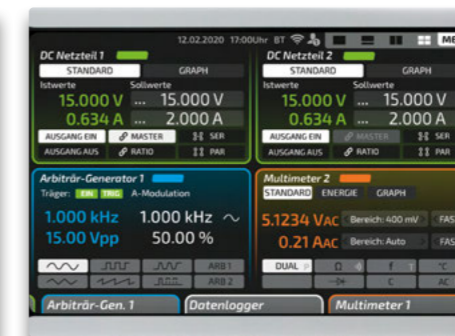 12.02.2020 17:00Uhr BT
DC Netzteil 1
STANDARD GRAPH
Istwerte Sollwerte
15.000 V ... 15.000 V
0.634 A ... 2.000 A
AUSGANG EIN MASTER SER
AUSGANG AUS RATIO PAR
DC Netzteil 2
STANDARD GRAPH
Istwerte Sollwerte
15.000 V ... 15.000 V
0.634 A ... 2.000 A
AUSGANG EIN MASTER SER
AUSGANG AUS RATIO PAR
Arbiträr-Generator 1
Träger: EIN TRIG A-Modulation
1.000 kHz 1.000 kHz
15.00 Vpp 50.00 %
ARB 1
ARB 2
Multimeter 2
STANDARD ENERGIE GRAPH
5.1234 VAC Bereich: 400 mV FAS
0.21 AAC Bereich: Auto FAS
DUAL P Ω f T °C
C AC
Arbiträr-Gen. 1 Datenlogger Multimeter 1